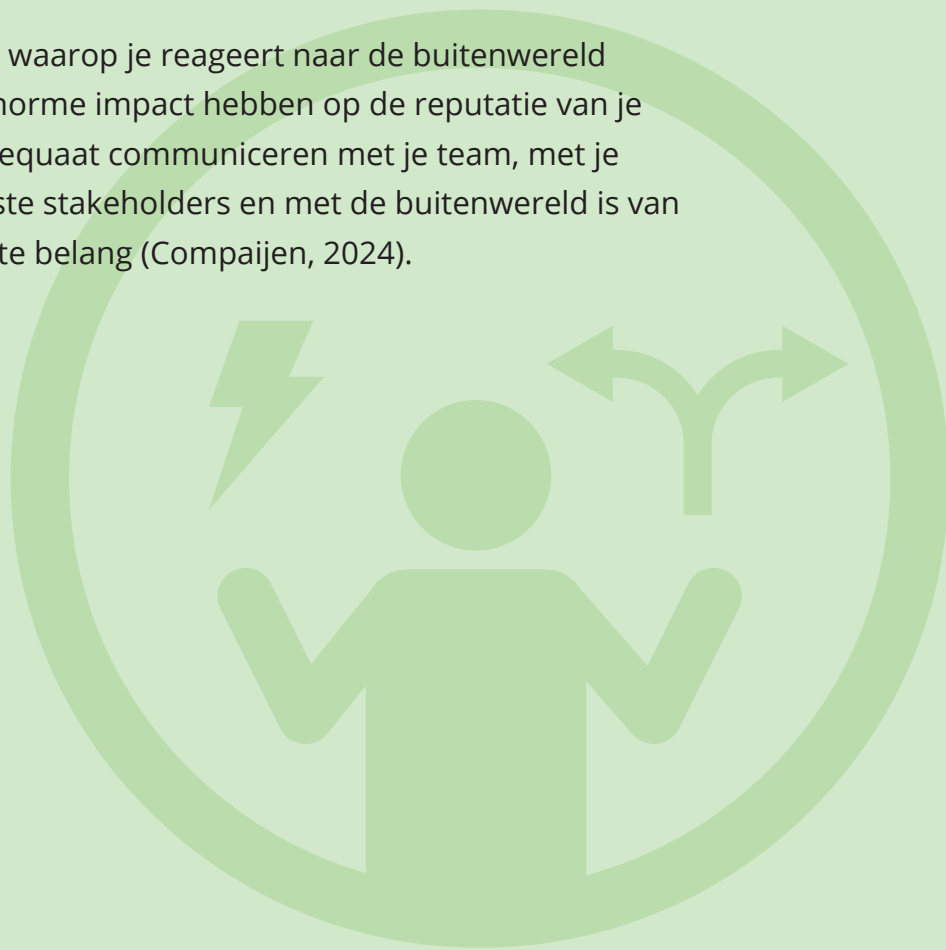 waarop je reageert naar de buitenwereld
norme impact hebben op de reputatie van je
equaat communiceren met je team, met je
ste stakeholders en met de buitenwereld is van
te belang (Compaijen, 2024).